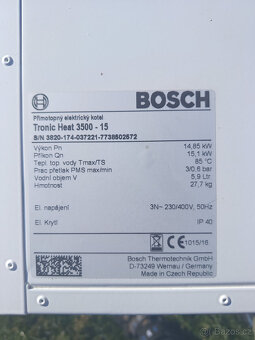 BOSCH
Přímotopný elektrický kotel
Tronic Heat 3500 - 15
S/N 3820-174-037221-7738502572
Výkon Pn 14,85 kW
Příkon Qn 15,1 kW
Tepl. top. vody Tmax/TS 85 °C
Prac přetlak PMS max/min 3/0.6 bar
Vodní objem V 5,9 Litr
Hmotnost 27,7 kg
El. napájení 3N~ 230/400V, 50Hz
El. Krytí IP 40
CE 1015/16
Bosch Thermotechnik GmbH
D-73249 Wernau / Germany
Made in Czech Republic